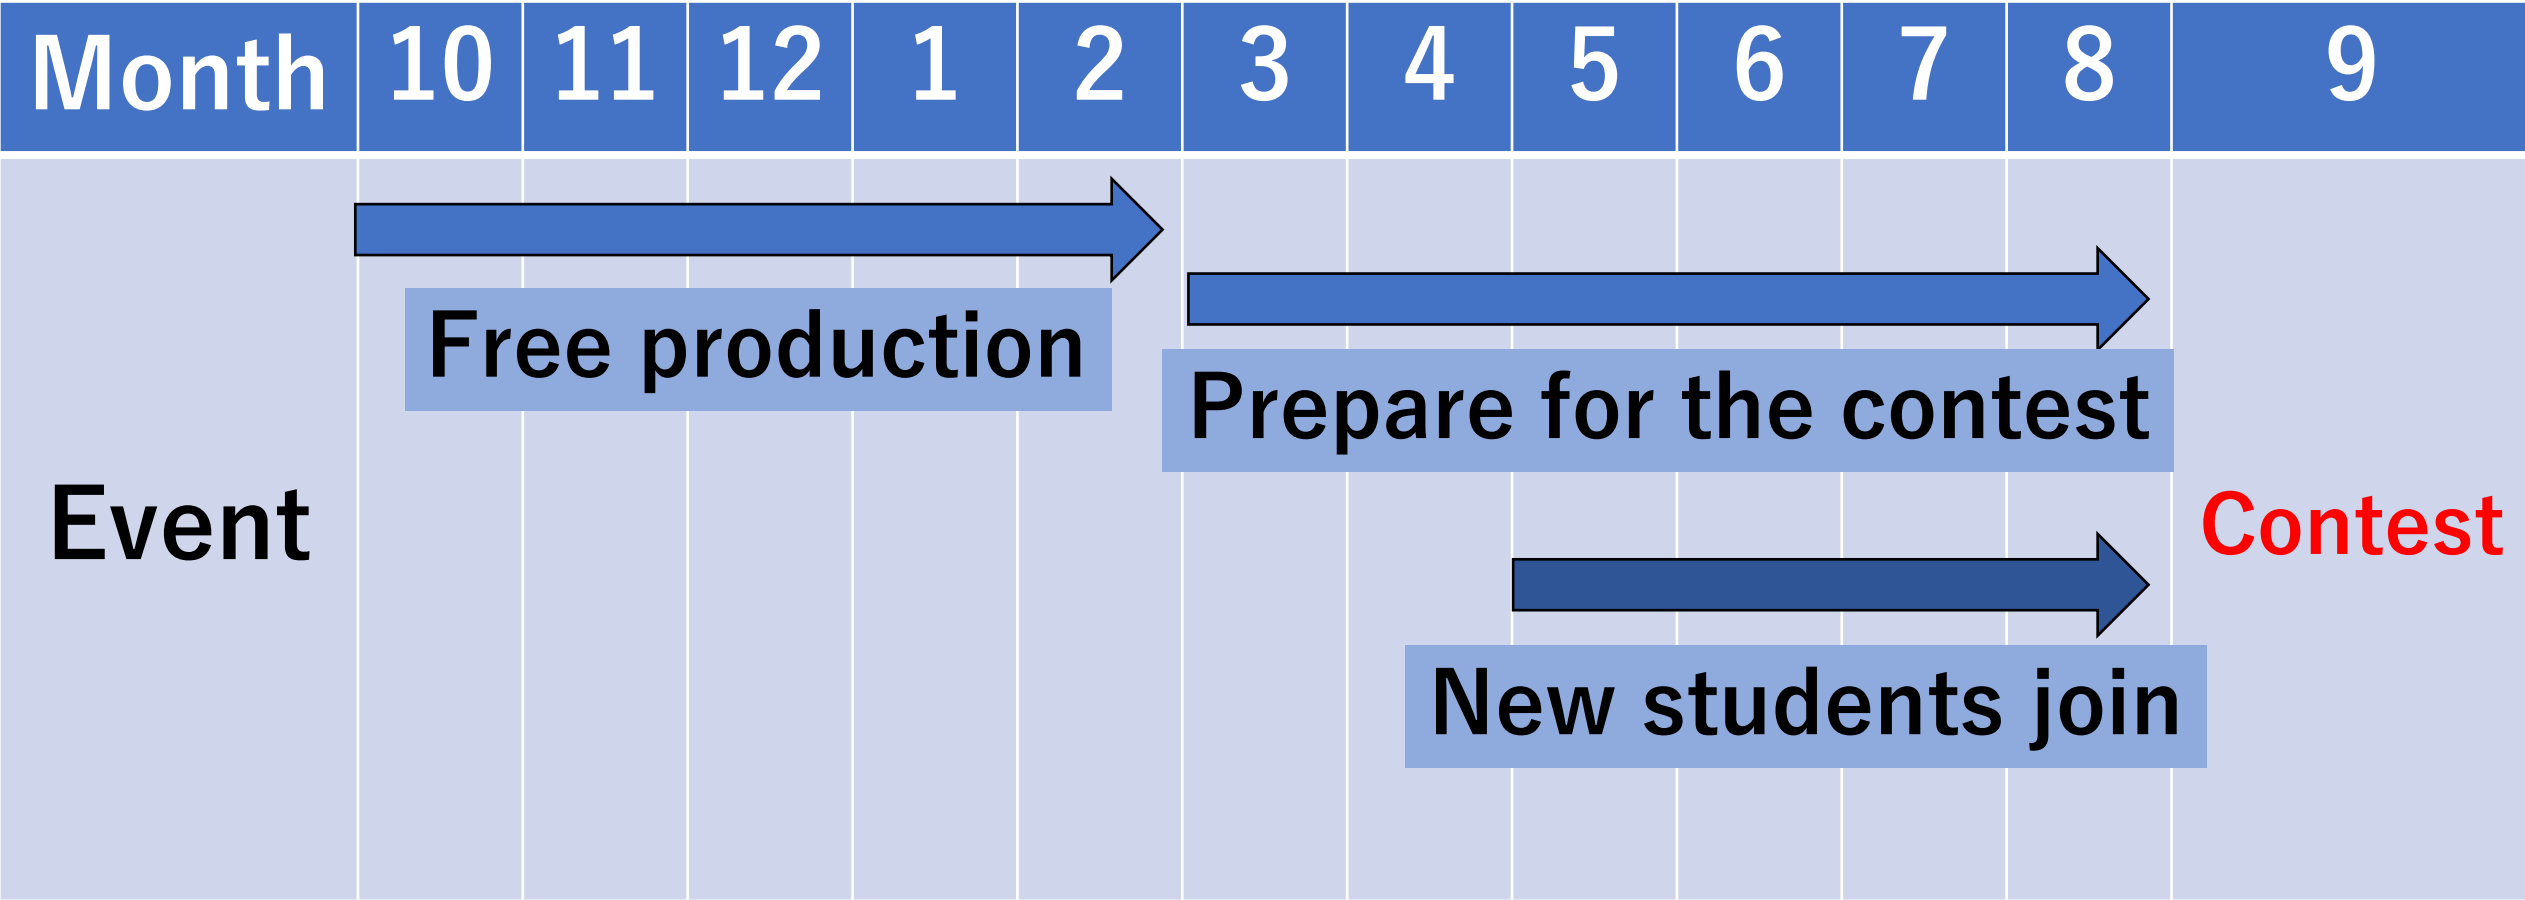 Month 10 11 12 1 2 3 4 5 6 7 8 9
Free production
Prepare for the contest
Event
Contest
New students join